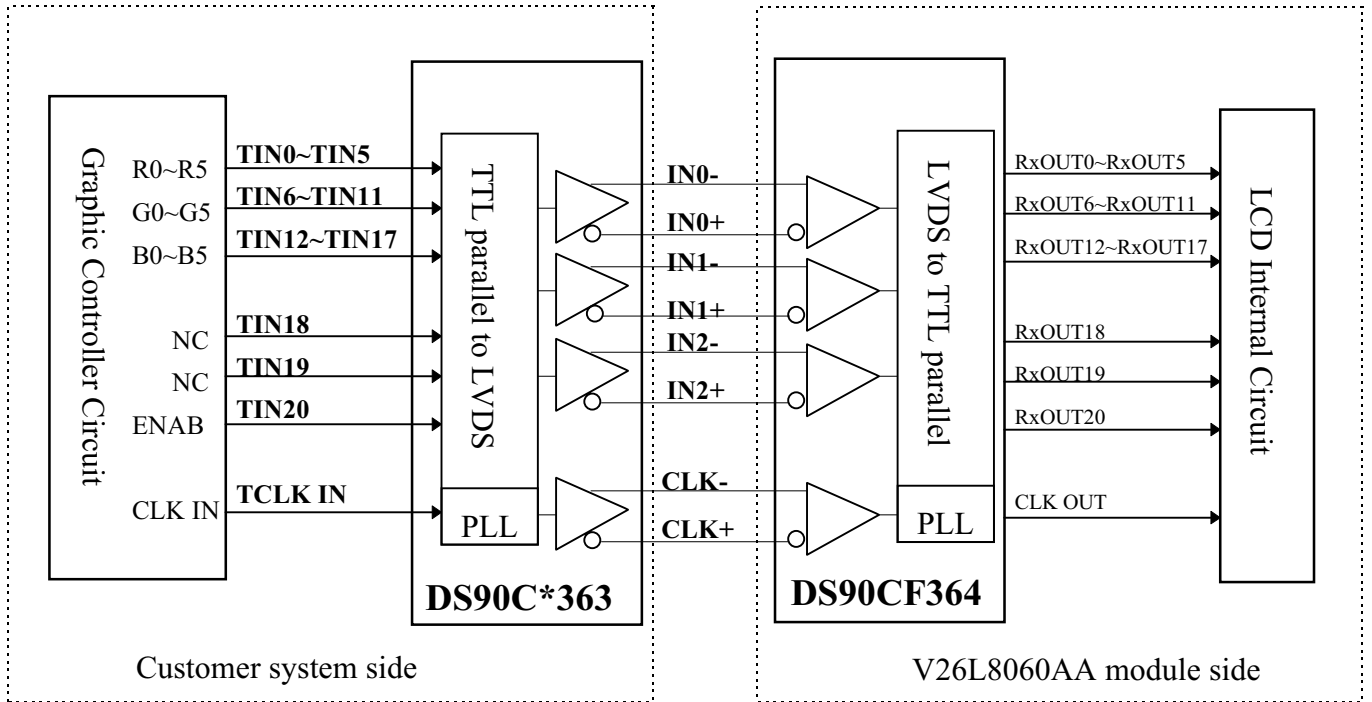 Graphic Controller Circuit
R0~R5
G0~G5
B0~B5
NC
NC
ENAB
CLK IN
TIN0~TIN5
TIN6~TIN11
TIN12~TIN17
TIN18
TIN19
TIN20
TCLK IN
TTL parallel to LVDS
PLL
DS90C*363
IN0-
IN0+
IN1-
IN1+
IN2-
IN2+
CLK-
CLK+
LVDS to TTL parallel
PLL
DS90CF364
RxOUT0~RxOUT5
RxOUT6~RxOUT11
RxOUT12~RxOUT17
RxOUT18
RxOUT19
RxOUT20
CLK OUT
LCD Internal Circuit
Customer system side
V26L8060AA module side